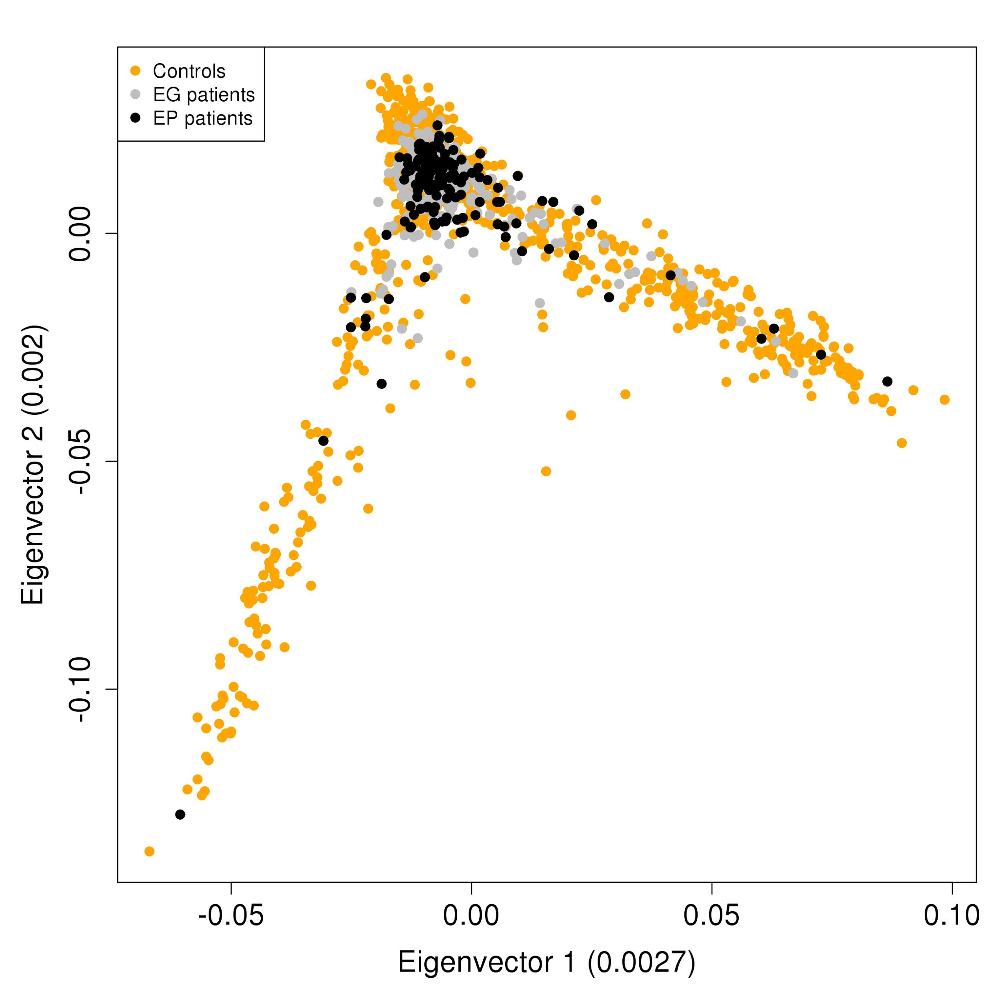 Controls
EG patients
EP patients
Eigenvector 2 (0.002)
0.00
-0.05
-0.10
-0.05
0.00
0.05
0.10
Eigenvector 1 (0.0027)